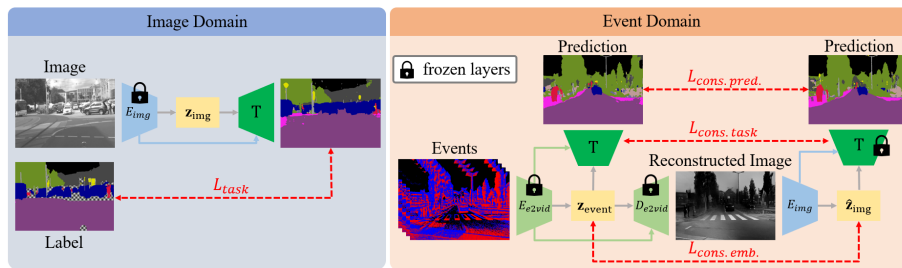 Image Domain
Image
E_img
z_img
T
L_task
Label
Event Domain
frozen layers
Prediction
Prediction
L_cons.pred.
L_cons.task
T
T
Events
Reconstructed Image
E_e2vid
z_event
D_e2vid
E_img
ẑ_img
L_cons.emb.